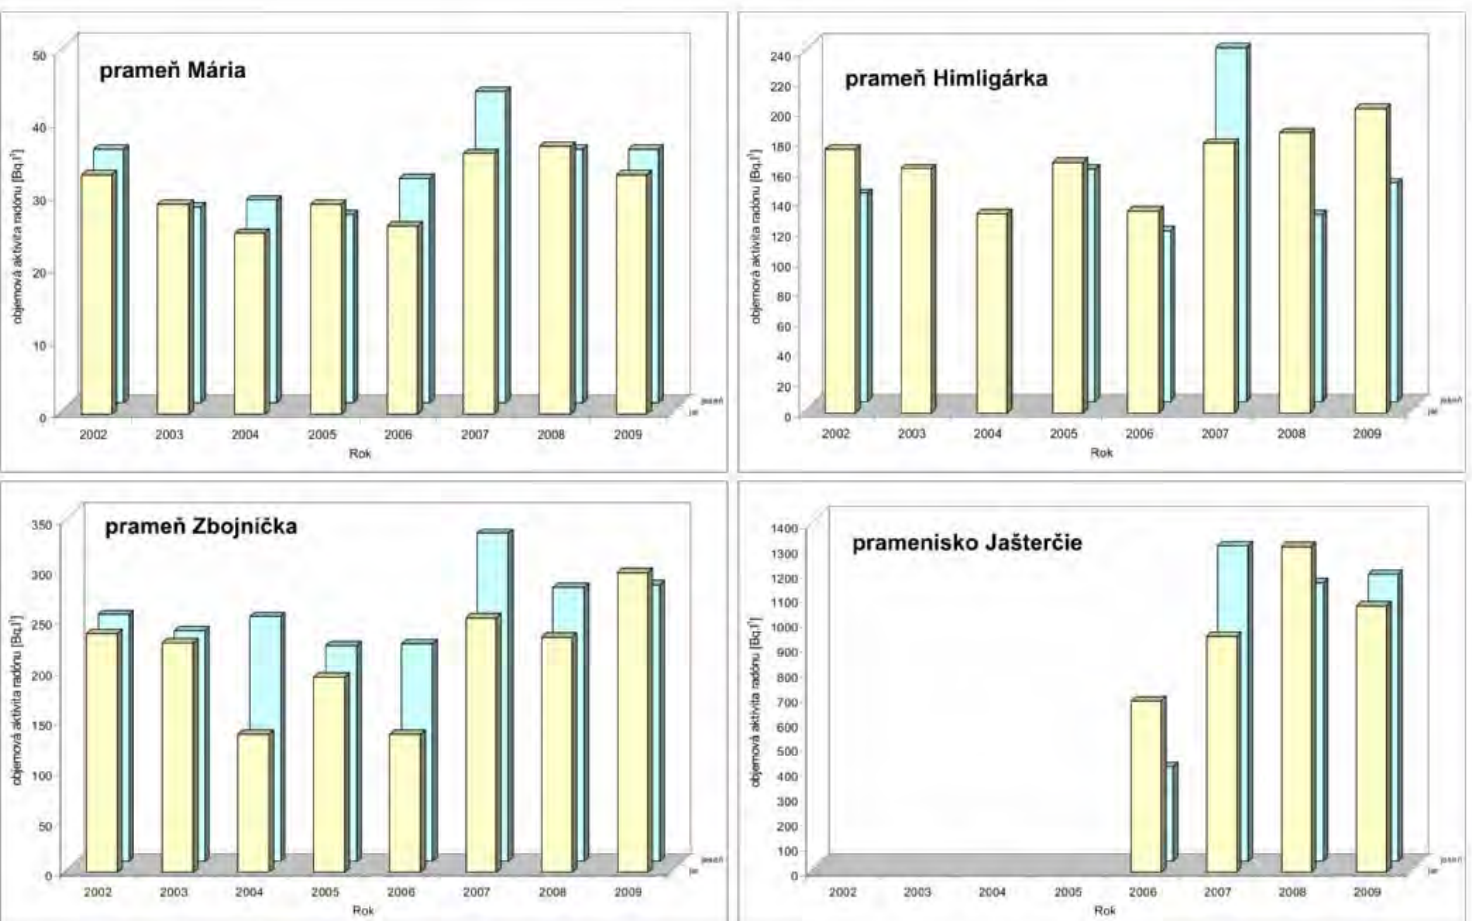 prameň Mária
objemová aktivita radónu [Bq.l¹]
50
40
30
20
10
0
2002 2003 2004 2005 2006 2007 2008 2009
Rok
jeseň
jar
prameň Himligárka
objemová aktivita radónu [Bq.l¹]
240
220
200
180
160
140
120
100
80
60
40
20
0
2002 2003 2004 2005 2006 2007 2008 2009
Rok
jeseň
jar
prameň Zbojníčka
objemová aktivita radónu [Bq.l¹]
350
300
250
200
150
100
50
0
2002 2003 2004 2005 2006 2007 2008 2009
Rok
jeseň
jar
pramenisko Jašterčie
objemová aktivita radónu [Bq.l¹]
1400
1300
1200
1100
1000
900
800
700
600
500
400
300
200
100
0
2002 2003 2004 2005 2006 2007 2008 2009
Rok
jeseň
jar